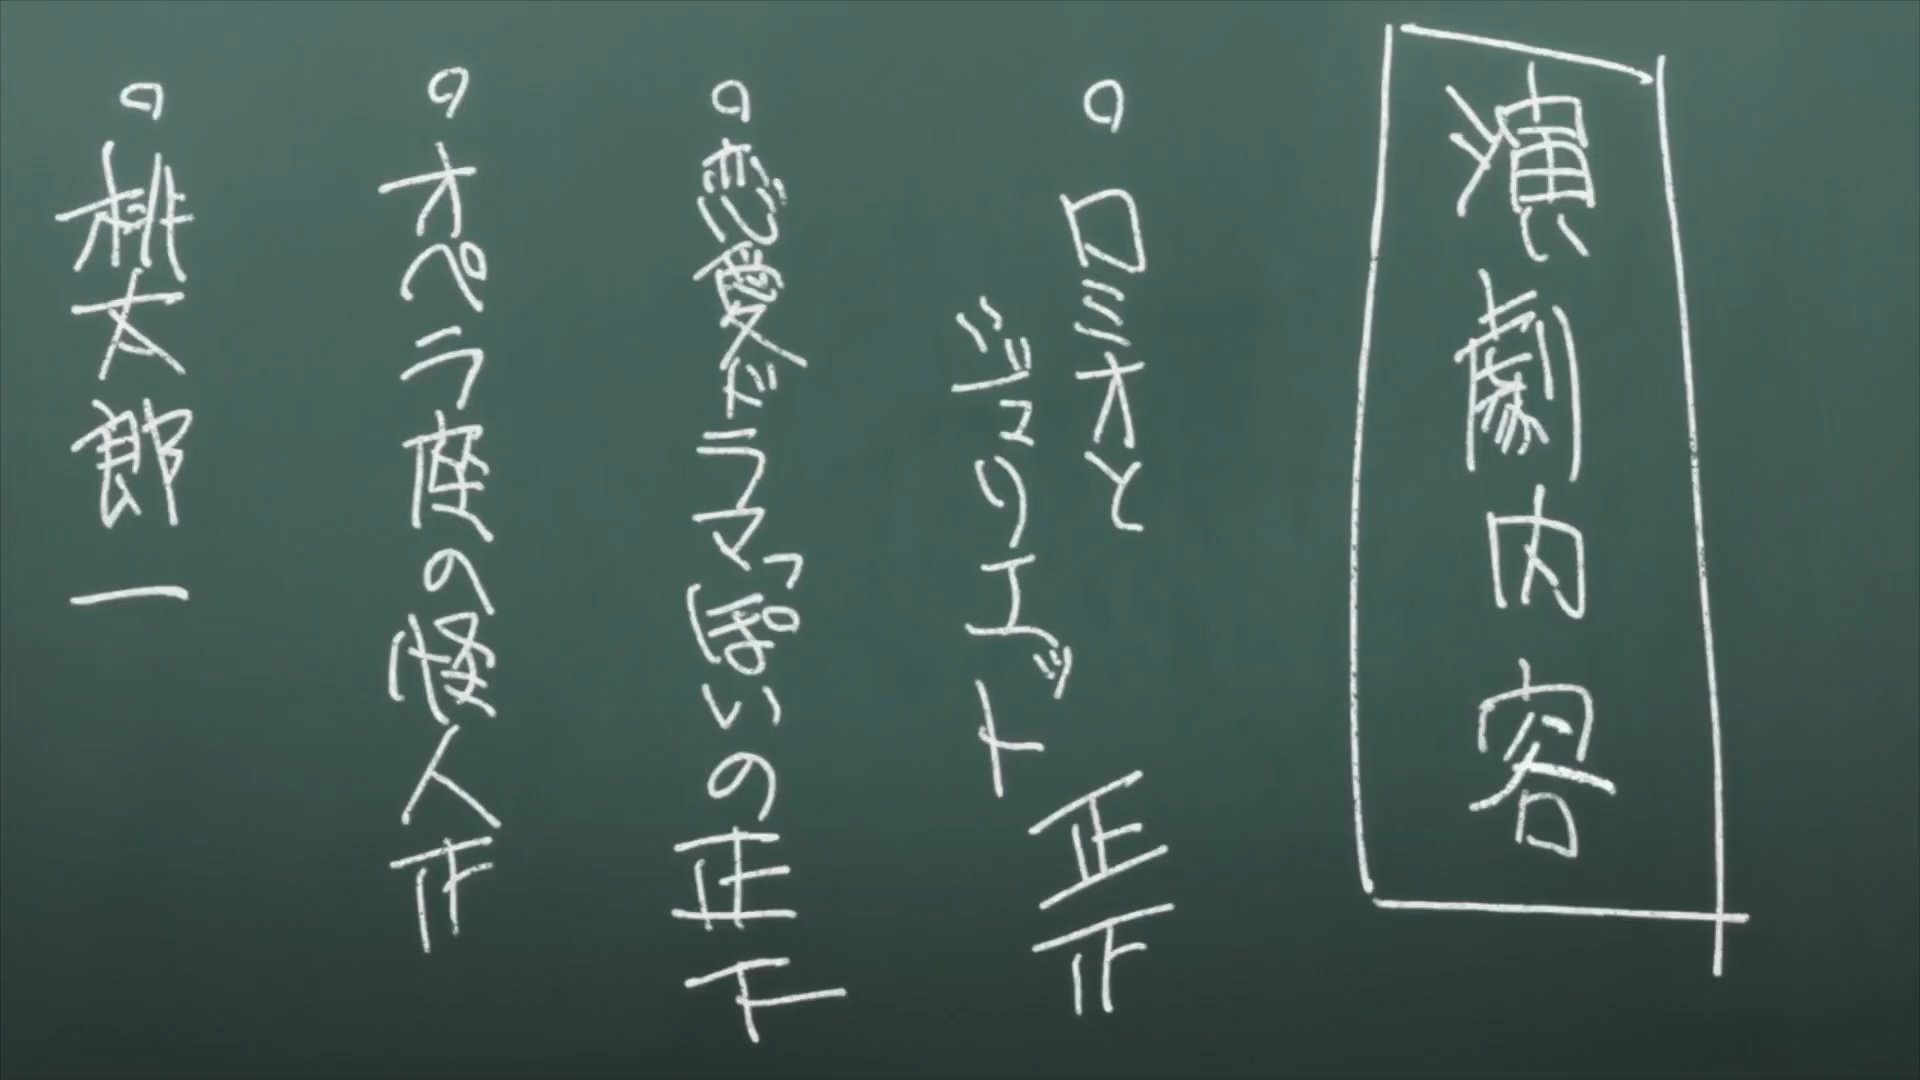 演劇内容
。ロミオと
ジュリエット 正下
。恋愛ドラマっぽいの正下
。オペラ座の怪人正
。桃太郎一